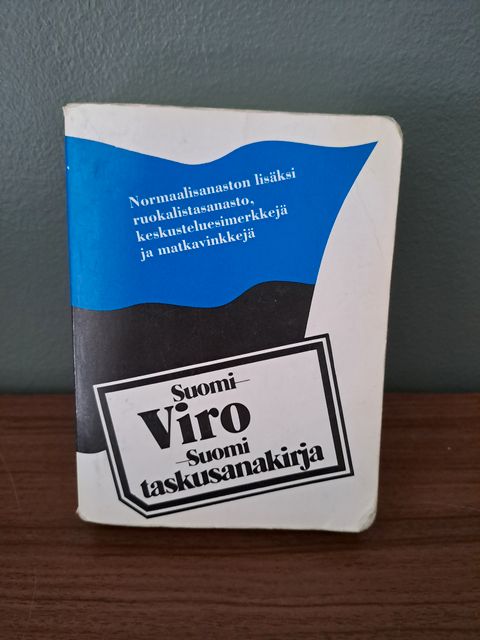 Normaalisanaston lisäksi
ruokalistasanasto,
keskusteluesimerkkejä
ja matkavinkkejä
Suomi–
Viro
–Suomi
taskusanakirja